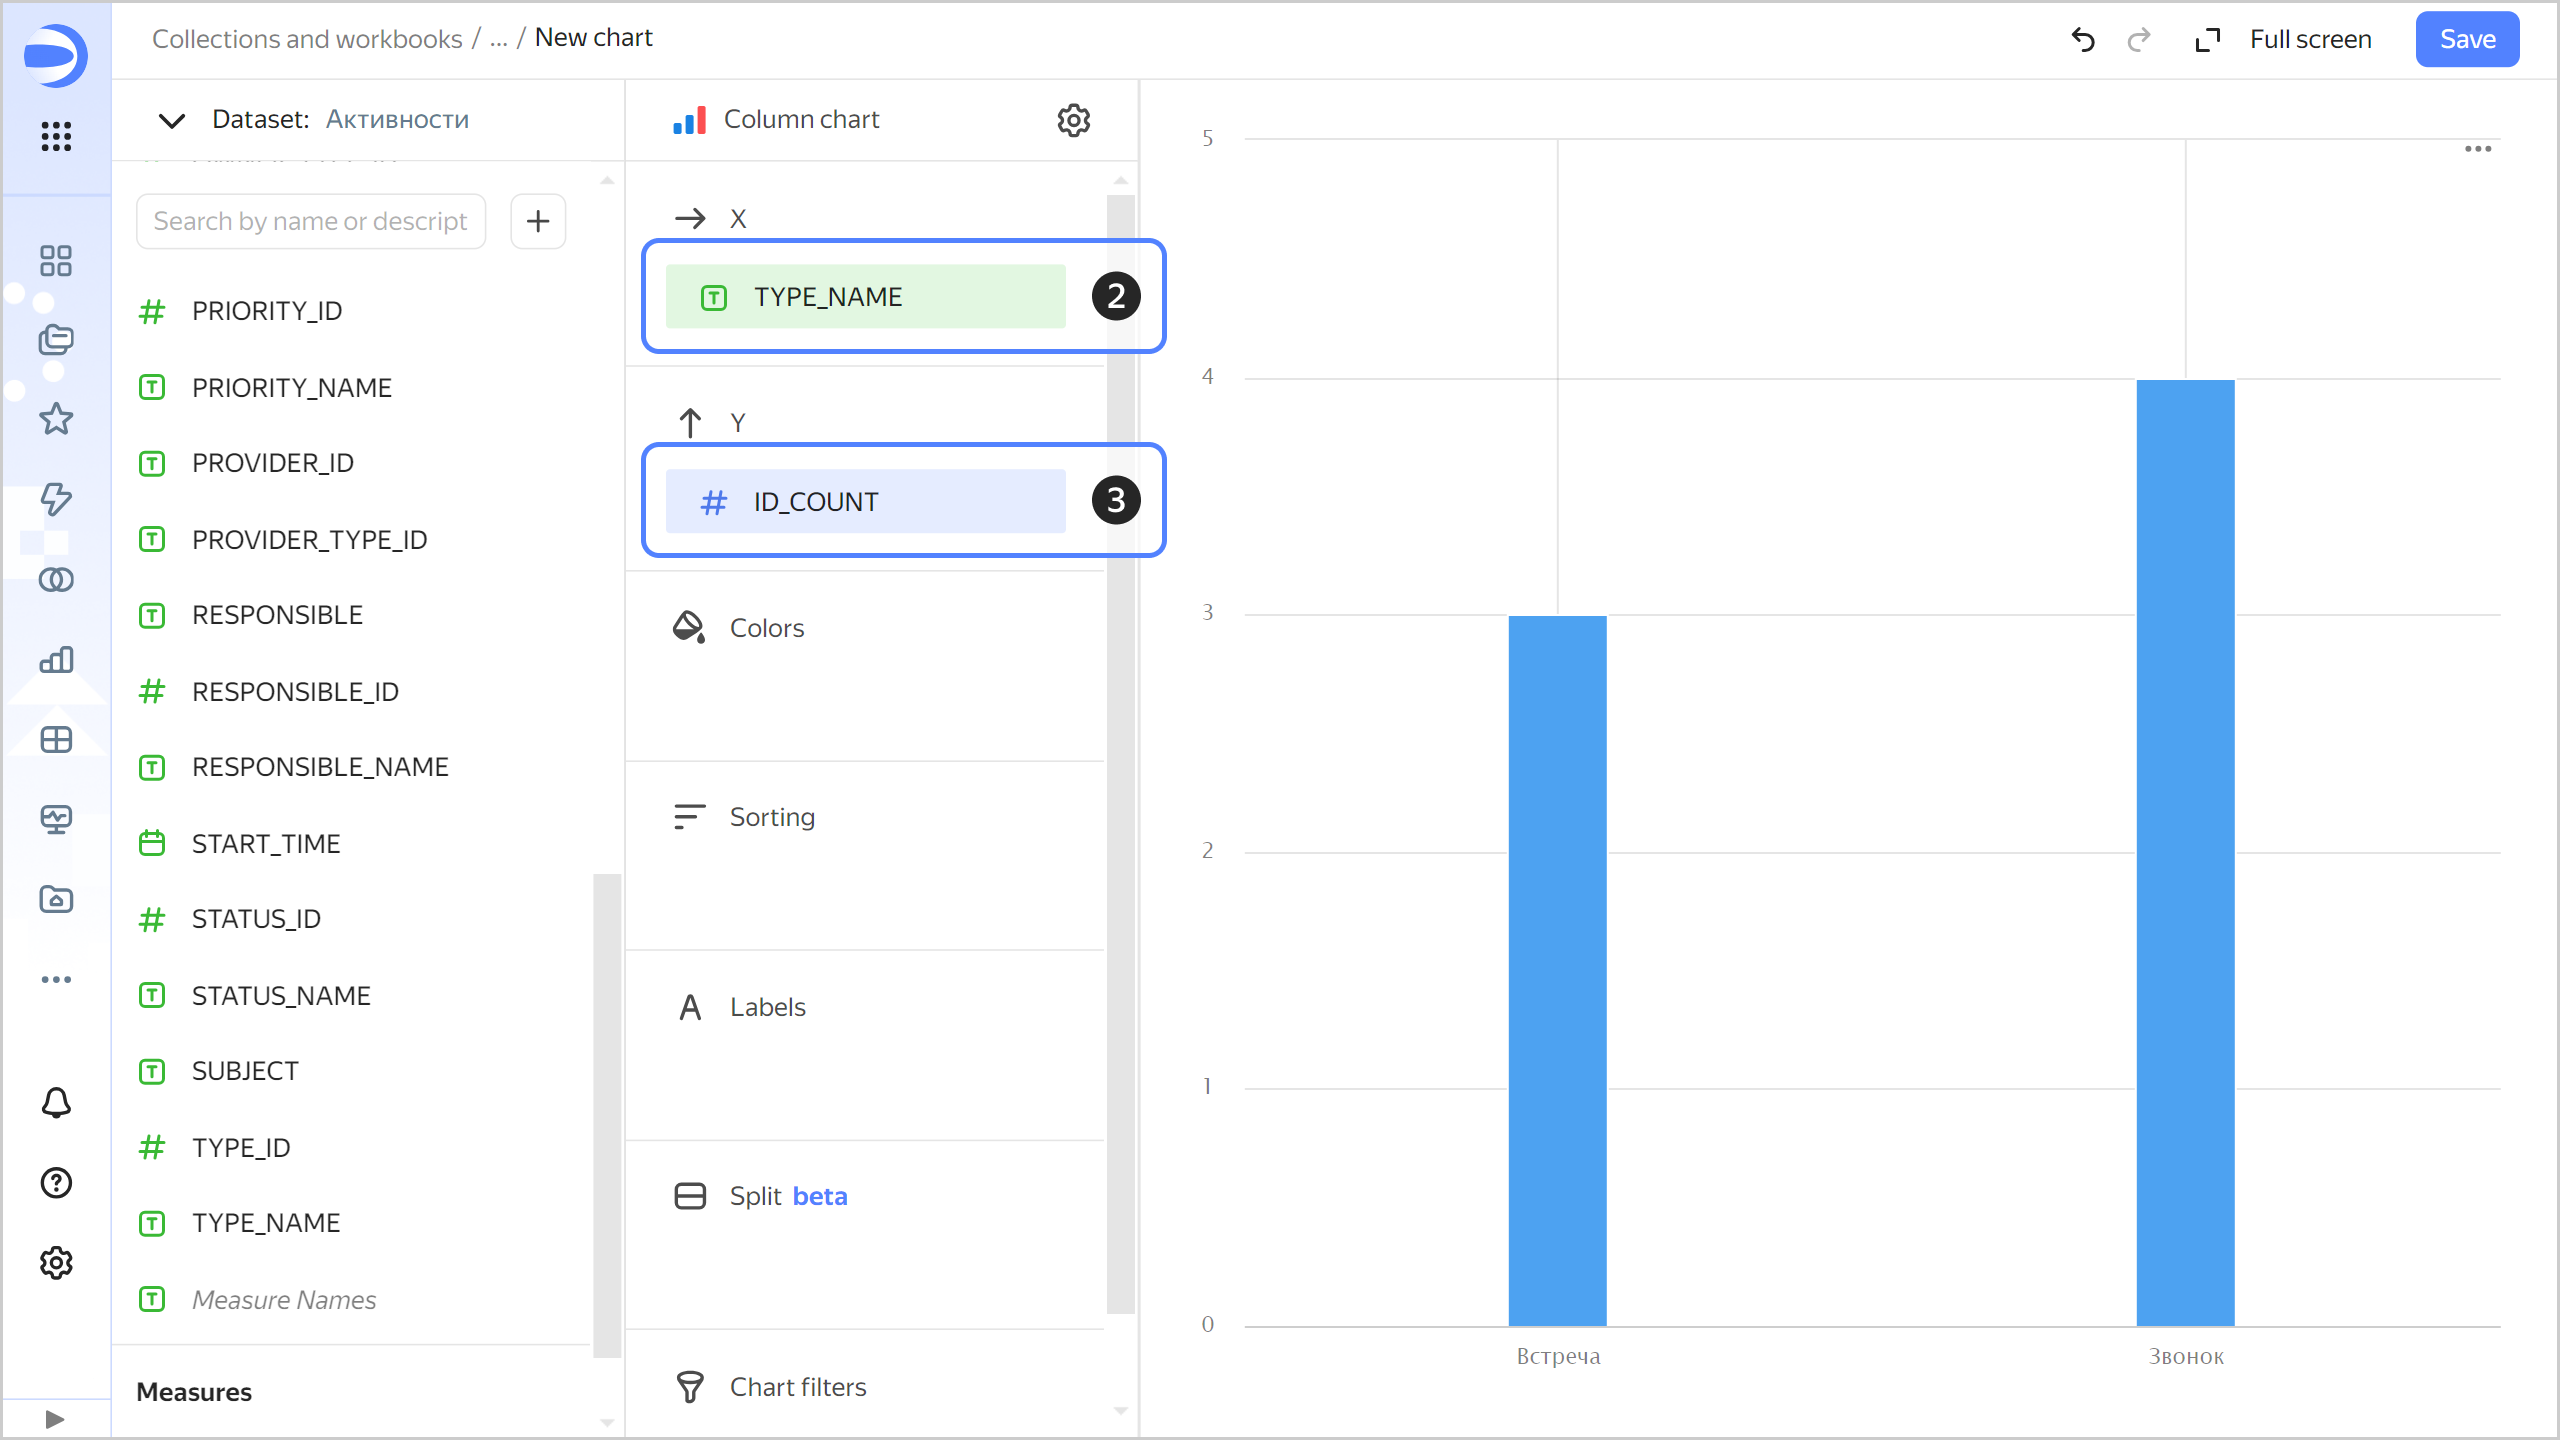 Collections and workbooks / ... / New chart
Full screen
Save
Dataset: Активности
Search by name or descript
PRIORITY_ID
PRIORITY_NAME
PROVIDER_ID
PROVIDER_TYPE_ID
RESPONSIBLE
RESPONSIBLE_ID
RESPONSIBLE_NAME
START_TIME
STATUS_ID
STATUS_NAME
SUBJECT
TYPE_ID
TYPE_NAME
Measure Names
Measures
Column chart
X
TYPE_NAME
2
Y
ID_COUNT
3
Colors
Sorting
Labels
Split beta
Chart filters
5
4
3
2
1
0
Встреча
Звонок